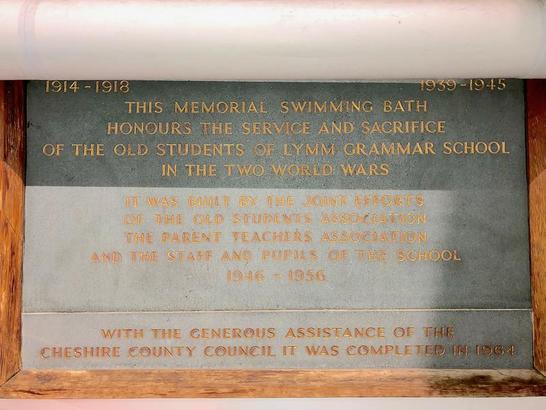 1914-1918 1939-1945
THIS MEMORIAL SWIMMING BATH
HONOURS THE SERVICE AND SACRIFICE
OF THE OLD STUDENTS OF LYMM GRAMMAR SCHOOL
IN THE TWO WORLD WARS
IT WAS BUILT BY THE JOINT EFFORTS
OF THE OLD STUDENTS ASSOCIATION
THE PARENT TEACHERS ASSOCIATION
AND THE STAFF AND PUPILS OF THE SCHOOL
1946 - 1956
WITH THE GENEROUS ASSISTANCE OF THE
CHESHIRE COUNTY COUNCIL IT WAS COMPLETED IN 1964